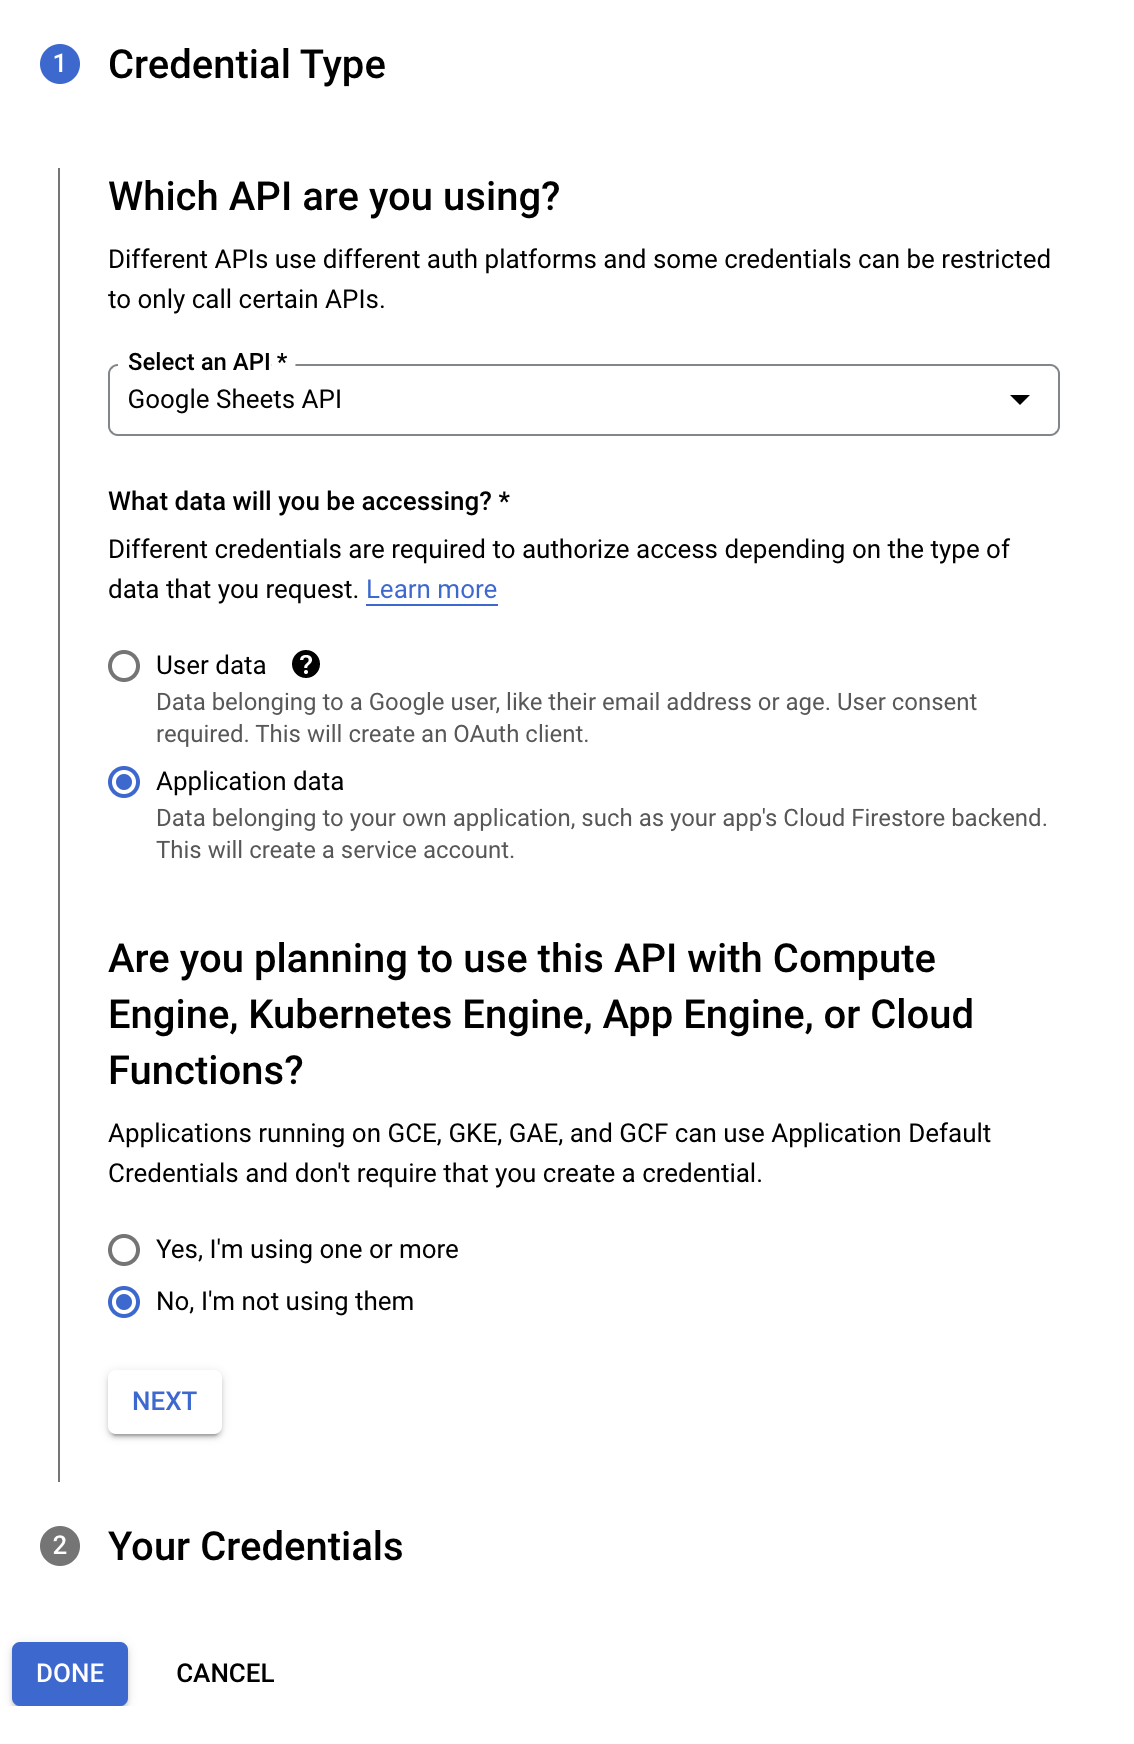 1 Credential Type
Which API are you using?
Different APIs use different auth platforms and some credentials can be restricted
to only call certain APIs.
Select an API *
Google Sheets API
What data will you be accessing? *
Different credentials are required to authorize access depending on the type of
data that you request. Learn more
User data ?
Data belonging to a Google user, like their email address or age. User consent
required. This will create an OAuth client.
Application data
Data belonging to your own application, such as your app's Cloud Firestore backend.
This will create a service account.
Are you planning to use this API with Compute
Engine, Kubernetes Engine, App Engine, or Cloud
Functions?
Applications running on GCE, GKE, GAE, and GCF can use Application Default
Credentials and don't require that you create a credential.
Yes, I'm using one or more
No, I'm not using them
NEXT
2 Your Credentials
DONE CANCEL